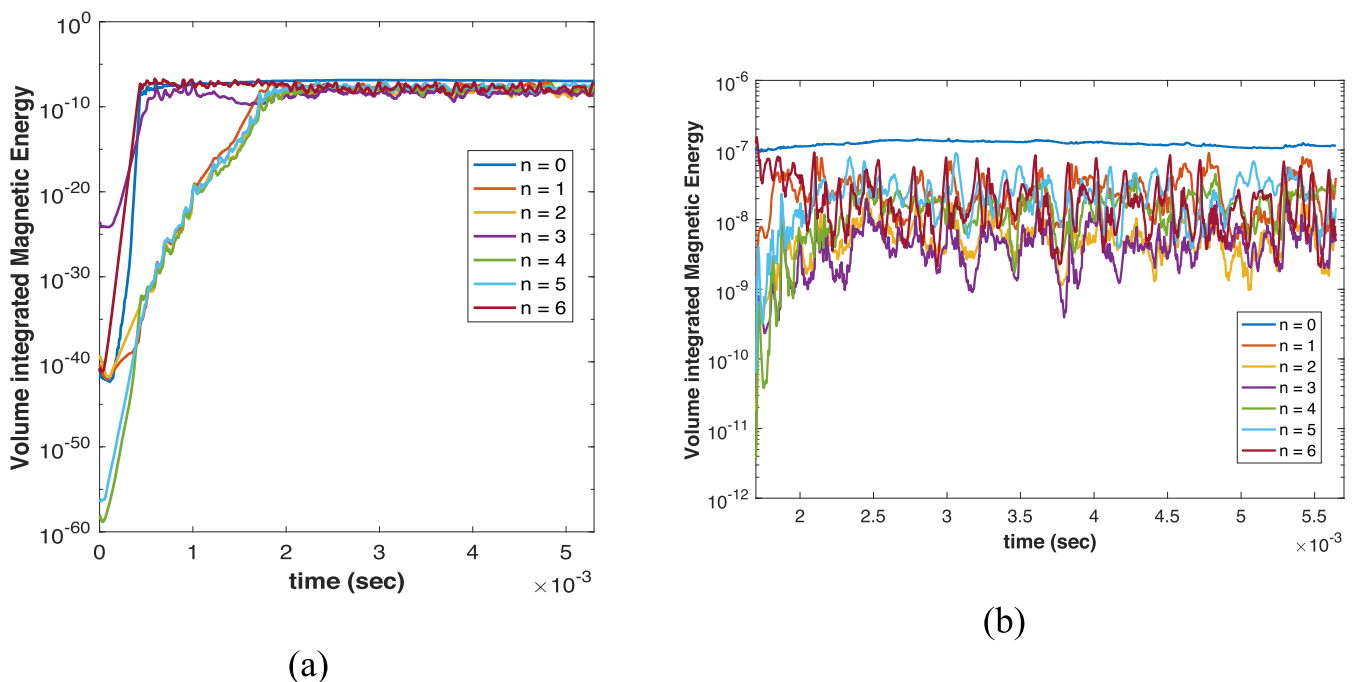 Volume integrated Magnetic Energy
10^0
10^-10
10^-20
10^-30
10^-40
10^-50
10^-60
0
1
2
3
4
5
×10^-3
time (sec)
n = 0
n = 1
n = 2
n = 3
n = 4
n = 5
n = 6
(a)
Volume integrated Magnetic Energy
10^-6
10^-7
10^-8
10^-9
10^-10
10^-11
10^-12
2
2.5
3
3.5
4
4.5
5
5.5
×10^-3
time (sec)
n = 0
n = 1
n = 2
n = 3
n = 4
n = 5
n = 6
(b)